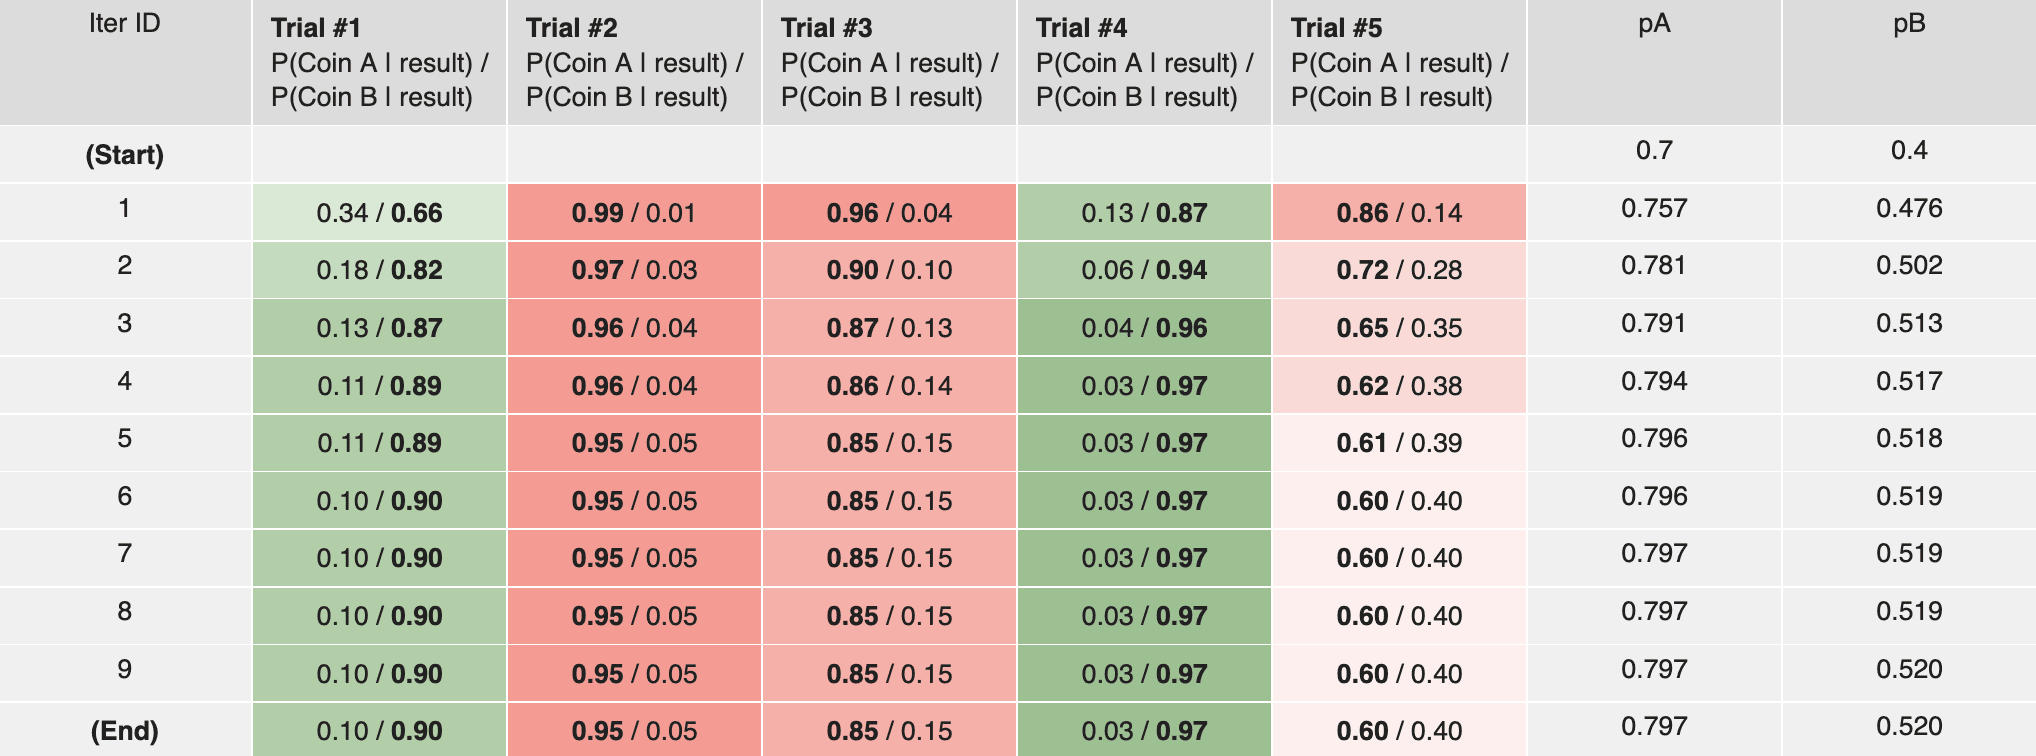 Iter ID Trial #1 Trial #2 Trial #3 Trial #4 Trial #5 pA pB
P(Coin A | result) / P(Coin A | result) / P(Coin A | result) / P(Coin A | result) / P(Coin A | result) /
P(Coin B | result) P(Coin B | result) P(Coin B | result) P(Coin B | result) P(Coin B | result)
(Start) 0.7 0.4
1 0.34 / 0.66 0.99 / 0.01 0.96 / 0.04 0.13 / 0.87 0.86 / 0.14 0.757 0.476
2 0.18 / 0.82 0.97 / 0.03 0.90 / 0.10 0.06 / 0.94 0.72 / 0.28 0.781 0.502
3 0.13 / 0.87 0.96 / 0.04 0.87 / 0.13 0.04 / 0.96 0.65 / 0.35 0.791 0.513
4 0.11 / 0.89 0.96 / 0.04 0.86 / 0.14 0.03 / 0.97 0.62 / 0.38 0.794 0.517
5 0.11 / 0.89 0.95 / 0.05 0.85 / 0.15 0.03 / 0.97 0.61 / 0.39 0.796 0.518
6 0.10 / 0.90 0.95 / 0.05 0.85 / 0.15 0.03 / 0.97 0.60 / 0.40 0.796 0.519
7 0.10 / 0.90 0.95 / 0.05 0.85 / 0.15 0.03 / 0.97 0.60 / 0.40 0.797 0.519
8 0.10 / 0.90 0.95 / 0.05 0.85 / 0.15 0.03 / 0.97 0.60 / 0.40 0.797 0.519
9 0.10 / 0.90 0.95 / 0.05 0.85 / 0.15 0.03 / 0.97 0.60 / 0.40 0.797 0.520
(End) 0.10 / 0.90 0.95 / 0.05 0.85 / 0.15 0.03 / 0.97 0.60 / 0.40 0.797 0.520